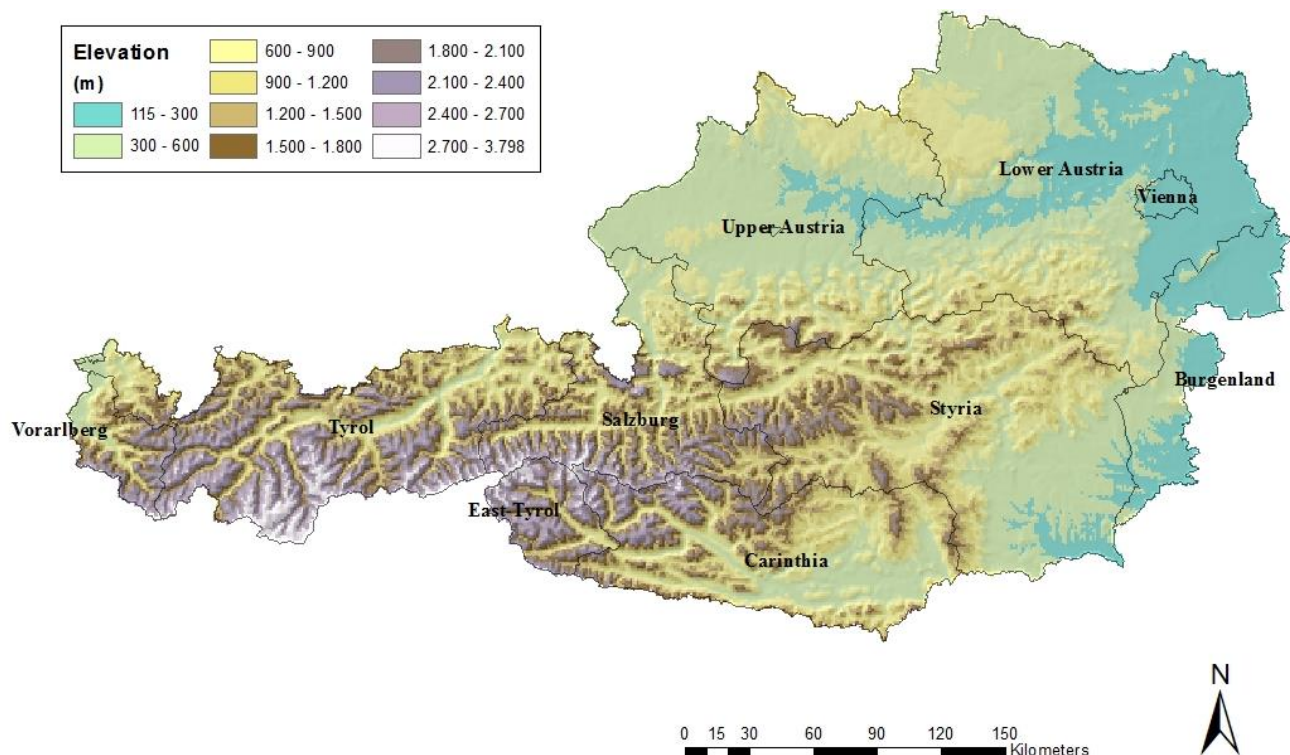 Elevation
(m)
115 - 300
300 - 600
600 - 900
900 - 1.200
1.200 - 1.500
1.500 - 1.800
1.800 - 2.100
2.100 - 2.400
2.400 - 2.700
2.700 - 3.798
Lower Austria
Vienna
Upper Austria
Burgenland
Styria
Salzburg
Tyrol
Vorarlberg
East-Tyrol
Carinthia
N
0 15 30 60 90 120 150
Kilometers